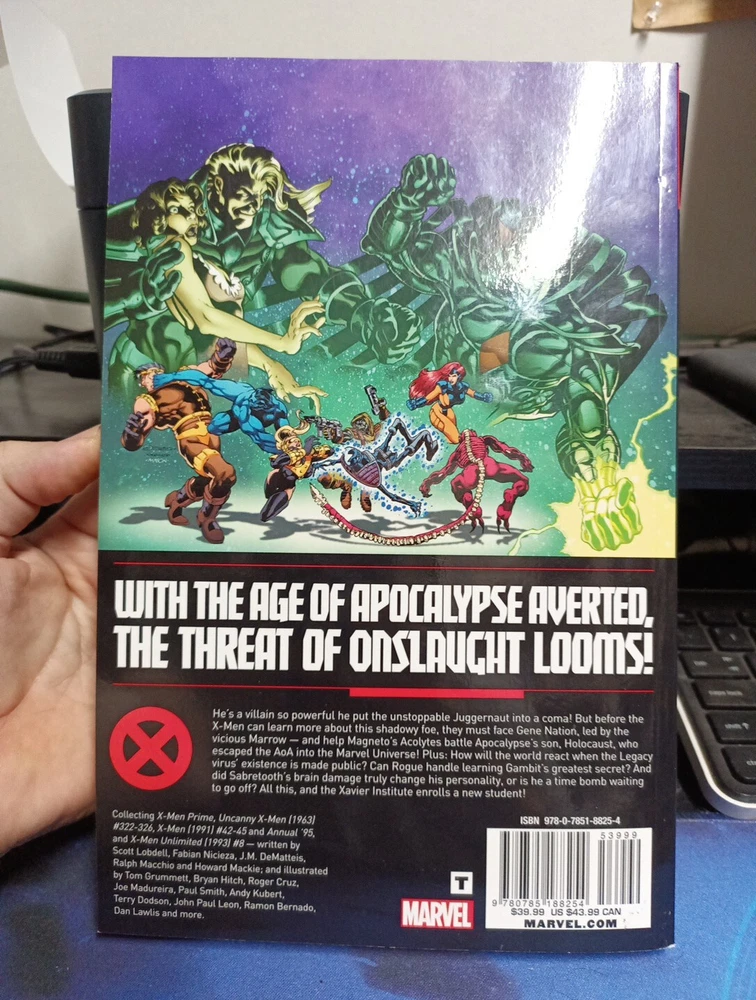 WITH THE AGE OF APOCALYPSE AVERTED,
THE THREAT OF ONSLAUGHT LOOMS!
He's a villain so powerful he put the unstoppable Juggernaut into a coma! But before the
X-Men can learn more about this shadowy foe, they must face Gene Nation, led by the
vicious Marrow — and help Magneto's Acolytes battle Apocalypse's son, Holocaust, who
escaped the AoA into the Marvel Universe! Plus: How will the world react when the Legacy
virus' existence is made public? Can Rogue handle learning Gambit's greatest secret? And
did Sabretooth's brain damage truly change his personality, or is he a time bomb waiting
to go off? All this, and the Xavier Institute enrolls a new student!
Collecting X-Men Prime, Uncanny X-Men (1963)
#322-326, X-Men (1991) #42-45 and Annual '95,
and X-Men Unlimited (1993) #8 — written by
Scott Lobdell, Fabian Nicieza, J.M. DeMatteis,
Ralph Macchio and Howard Mackie; and illustrated
by Tom Grummett, Bryan Hitch, Roger Cruz,
Joe Madureira, Paul Smith, Andy Kubert,
Terry Dodson, John Paul Leon, Ramon Bernado,
Dan Lawlis and more.
T
MARVEL
ISBN 978-0-7851-8825-4
53999
9 780785 188254
$39.99 US $43.99 CAN
MARVEL.COM